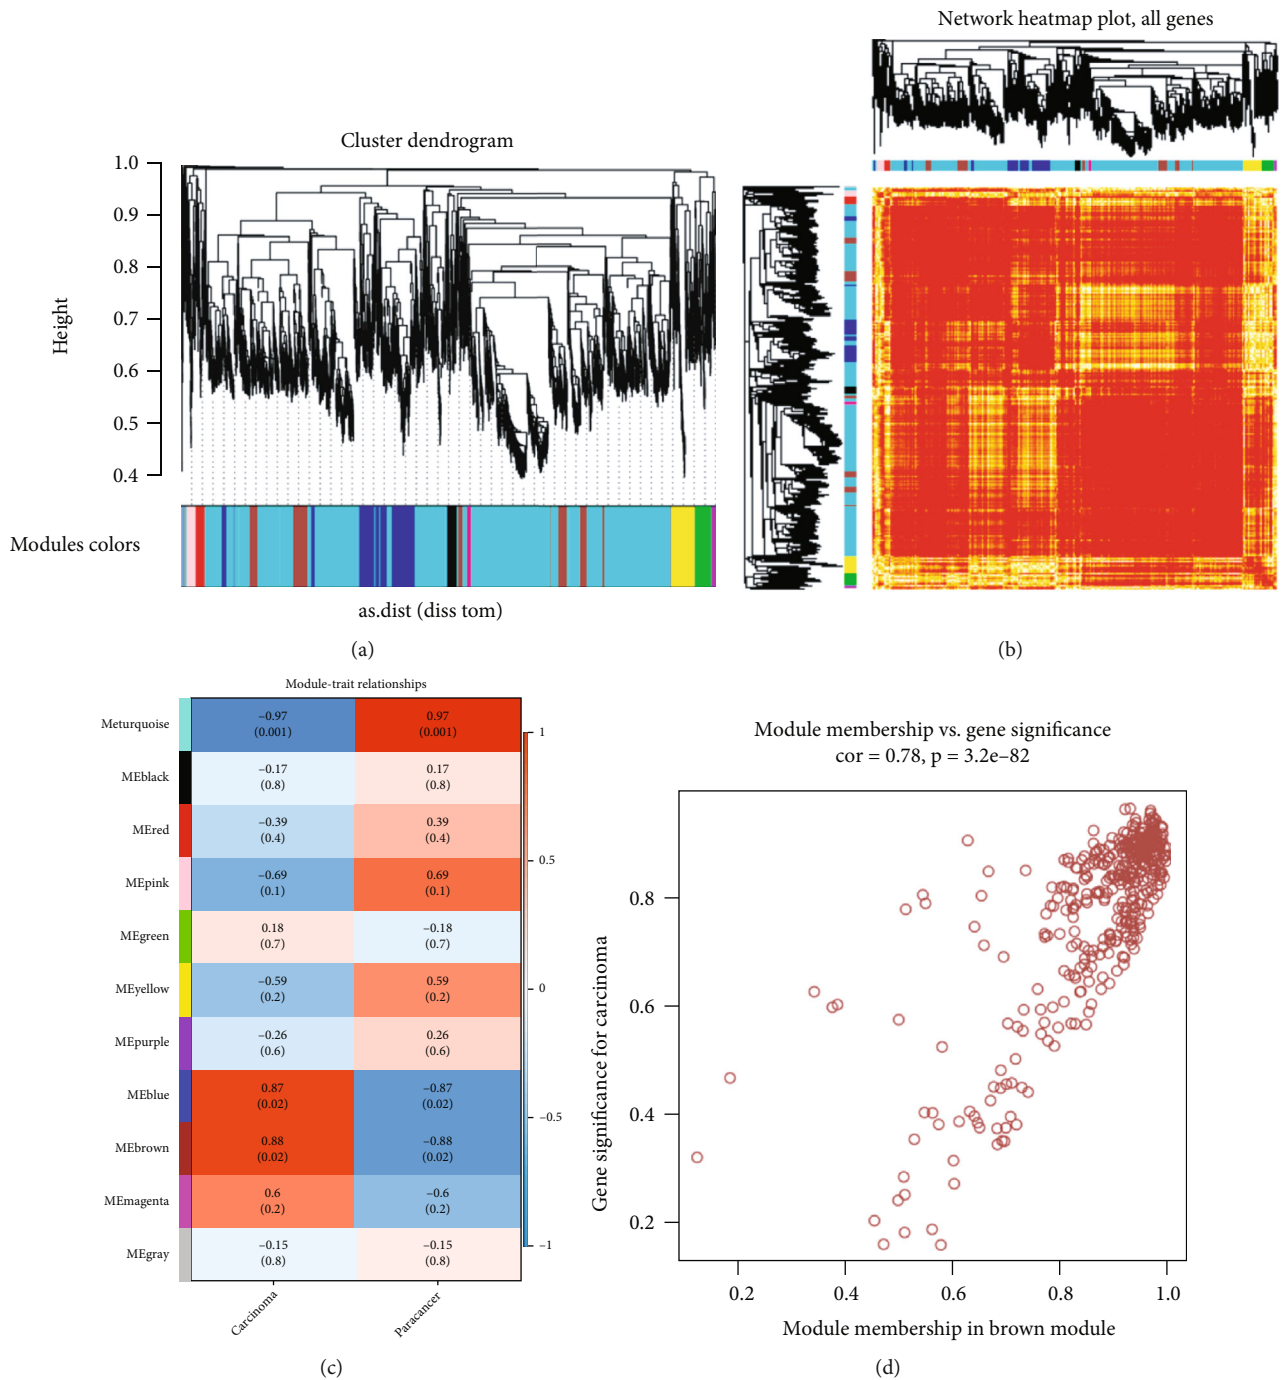 Cluster dendrogram
1.0
0.9
0.8
0.7
0.6
0.5
0.4
Height
Modules colors
as.dist (diss tom)
(a)
Network heatmap plot, all genes
(b)
Module-trait relationships
Meturquoise
–0.97
(0.001)
0.97
(0.001)
MEblack
–0.17
(0.8)
0.17
(0.8)
MEred
–0.39
(0.4)
0.39
(0.4)
MEpink
–0.69
(0.1)
0.69
(0.1)
MEgreen
0.18
(0.7)
–0.18
(0.7)
MEyellow
–0.59
(0.2)
0.59
(0.2)
MEpurple
–0.26
(0.6)
0.26
(0.6)
MEblue
0.87
(0.02)
–0.87
(0.02)
MEbrown
0.88
(0.02)
–0.88
(0.02)
MEmagenta
0.6
(0.2)
–0.6
(0.2)
MEgray
–0.15
(0.8)
–0.15
(0.8)
Carcinoma
Paracancer
1
0.5
0
–0.5
–1
(c)
Module membership vs. gene significance
cor = 0.78, p = 3.2e–82
Gene significance for carcinoma
0.8
0.6
0.4
0.2
0.2
0.4
0.6
0.8
1.0
Module membership in brown module
(d)